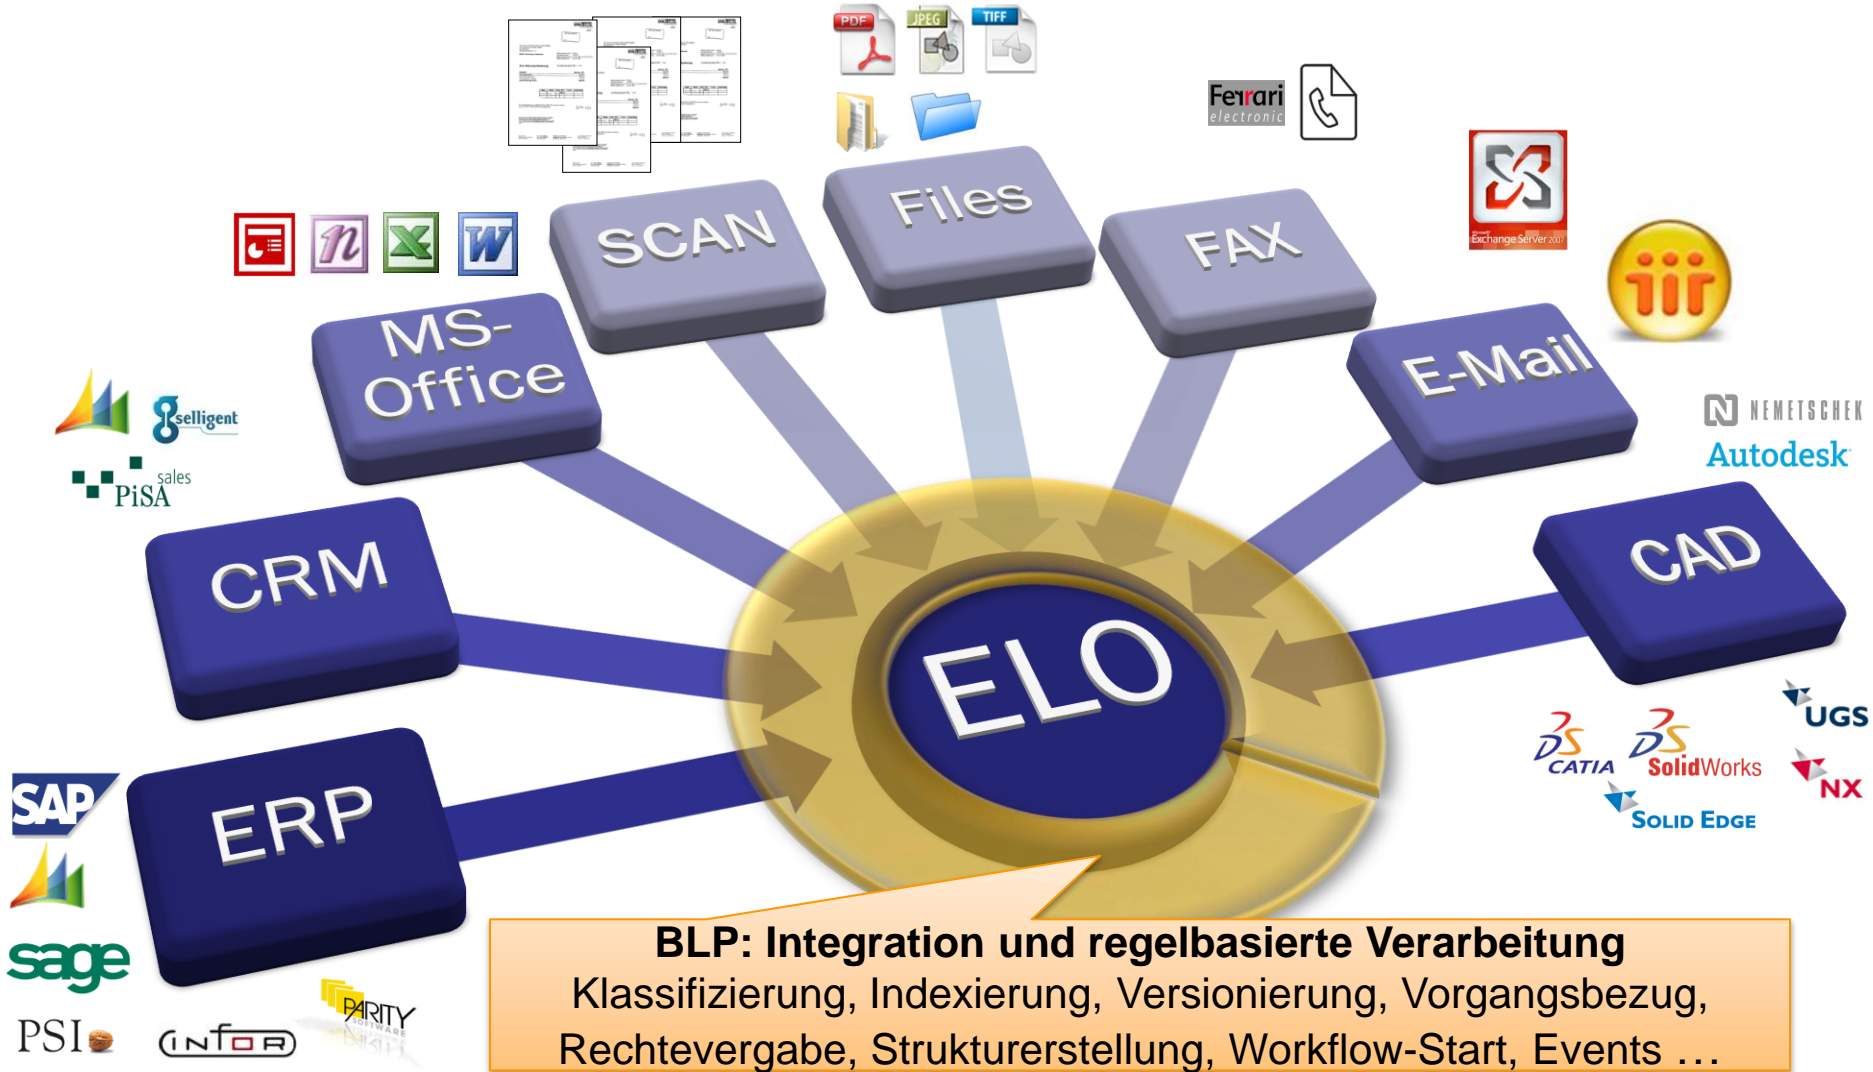 PDF
JPEG
TIFF
Ferrari
electronic
Exchange Server 2007
SCAN
Files
FAX
MS-
Office
E-Mail
selligent
sales
PiSA
NEMETSCHEK
Autodesk
CRM
CAD
ELO
UGS
CATIA
SolidWorks
NX
SOLID EDGE
SAP
ERP
sage
PSI
infor
PARITY
SOFTWARE
BLP: Integration und regelbasierte Verarbeitung
Klassifizierung, Indexierung, Versionierung, Vorgangsbezug,
Rechtevergabe, Strukturerstellung, Workflow-Start, Events …